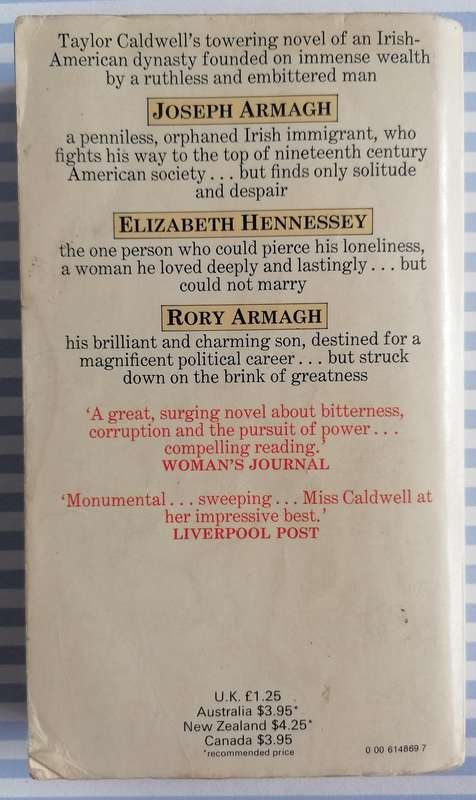 Taylor Caldwell's towering novel of an Irish-
American dynasty founded on immense wealth
by a ruthless and embittered man
JOSEPH ARMAGH
a penniless, orphaned Irish immigrant, who
fights his way to the top of nineteenth century
American society... but finds only solitude
and despair
ELIZABETH HENNESSEY
the one person who could pierce his loneliness,
a woman he loved deeply and lastingly... but
could not marry
RORY ARMAGH
his brilliant and charming son, destined for a
magnificent political career... but struck
down on the brink of greatness
'A great, surging novel about bitterness,
corruption and the pursuit of power...
compelling reading.'
WOMAN'S JOURNAL
'Monumental... sweeping... Miss Caldwell at
her impressive best.'
LIVERPOOL POST
U.K. £1.25
Australia $3.95*
New Zealand $4.25*
Canada $3.95
*recommended price
0 00 614869 7